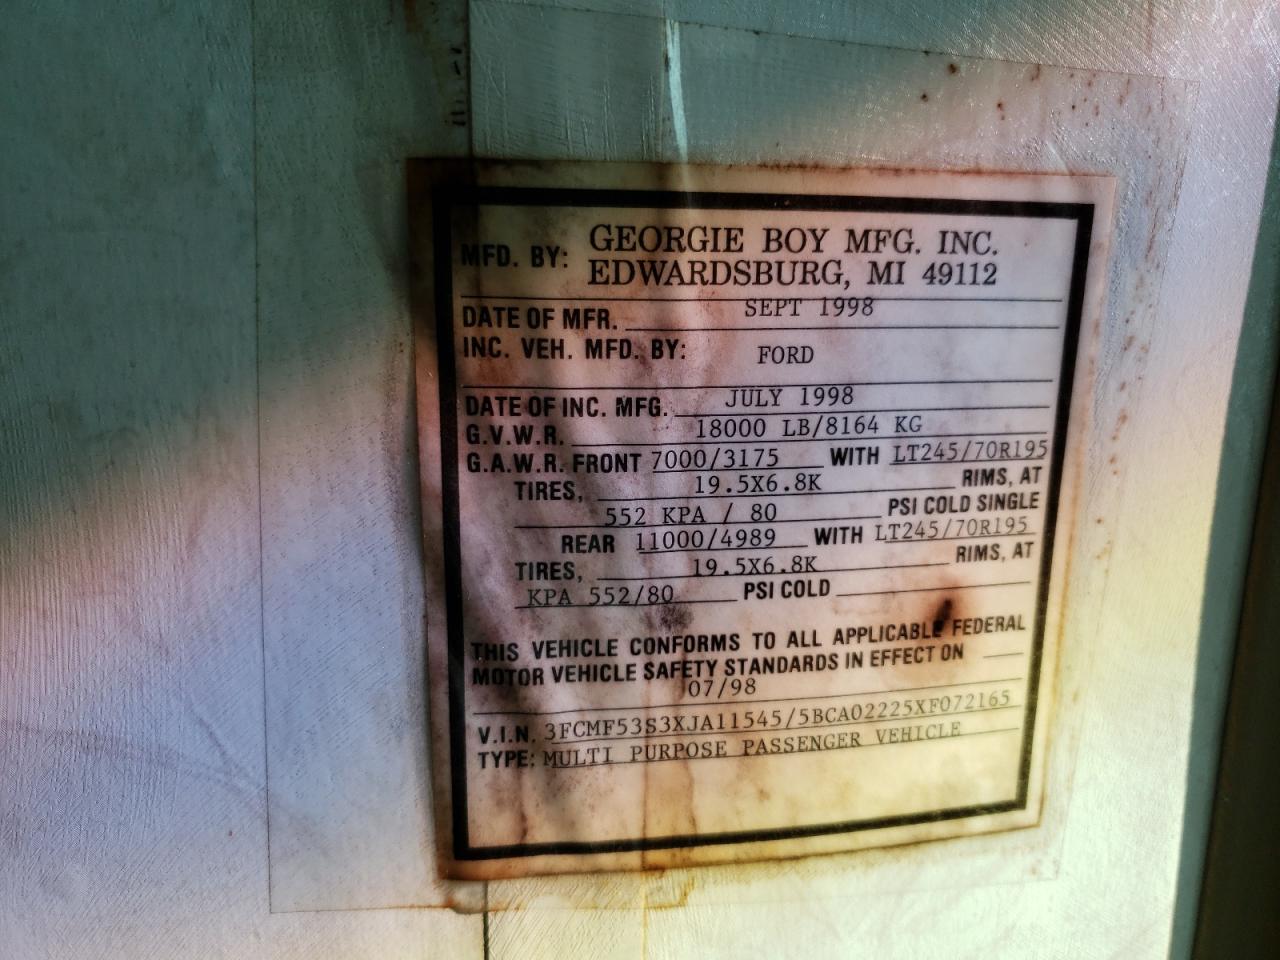 MFD. BY: GEORGIE BOY MFG. INC.
EDWARDSBURG, MI 49112
DATE OF MFR. SEPT 1998
INC. VEH. MFD. BY: FORD
DATE OF INC. MFG. JULY 1998
G.V.W.R. 18000 LB/8164 KG
G.A.W.R. FRONT 7000/3175 WITH LT245/70R195
TIRES, 19.5X6.8K RIMS, AT
552 KPA / 80 PSI COLD SINGLE
REAR 11000/4989 WITH LT245/70R195
TIRES, 19.5X6.8K RIMS, AT
KPA 552/80 PSI COLD
THIS VEHICLE CONFORMS TO ALL APPLICABLE FEDERAL
MOTOR VEHICLE SAFETY STANDARDS IN EFFECT ON
07/98
V.I.N. 3FCMF53S3XJA11545/5BCA02225XF072165
TYPE: MULTI PURPOSE PASSENGER VEHICLE